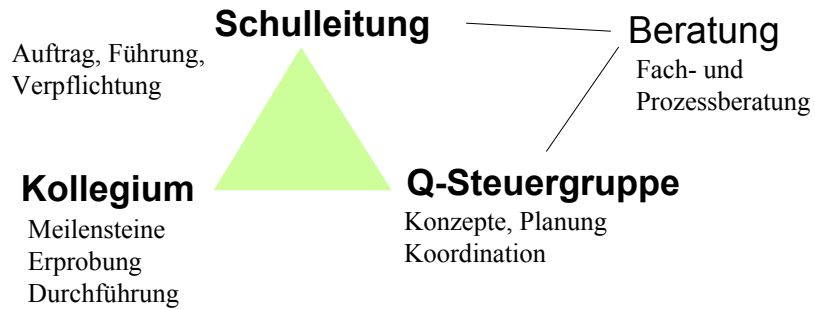 Schulleitung
Auftrag, Führung,
Verpflichtung
Beratung
Fach- und
Prozessberatung
Kollegium
Meilensteine
Erprobung
Durchführung
Q-Steuergruppe
Konzepte, Planung
Koordination